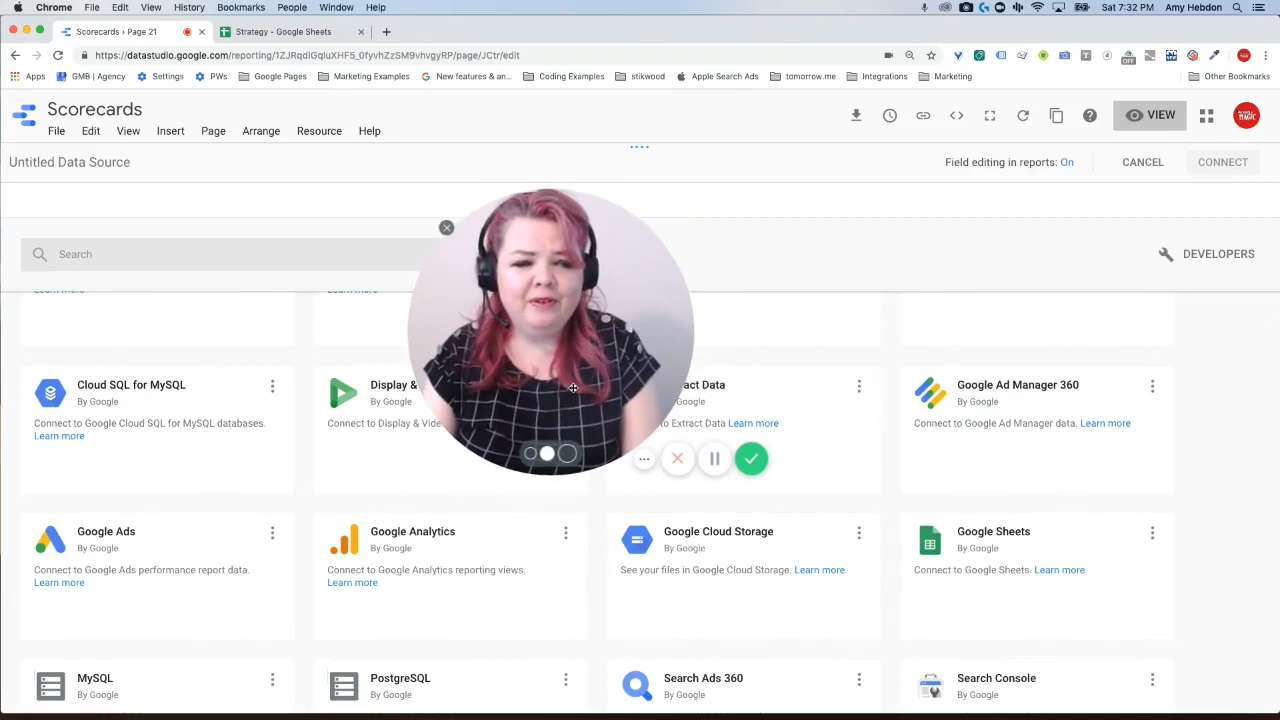 Chrome File Edit View History Bookmarks People Window Help Sat 7:32 PM Amy Hebdon
Scorecards › Page 21 Strategy - Google Sheets
https://datastudio.google.com/reporting/1ZJRqdlGqluXHF5_0fyvhZzSM9vhvgyRP/page/JCtr/edit
Apps GMB | Agency Settings PWs Google Pages Marketing Examples New features & an... Coding Examples stikwood Apple Search Ads tomorrow.me Integrations Marketing Other Bookmarks
OFF
Scorecards
File Edit View Insert Page Arrange Resource Help
VIEW
Untitled Data Source
Field editing in reports: On CANCEL CONNECT
Search
DEVELOPERS
Learn more Learn more
Cloud SQL for MySQL
By Google
Connect to Google Cloud SQL for MySQL databases.
Learn more
Display &
By Google
Connect to Display & Vide
act Data
By Google
to Extract Data Learn more
Google Ad Manager 360
By Google
Connect to Google Ad Manager data. Learn more
Google Ads
By Google
Connect to Google Ads performance report data.
Learn more
Google Analytics
By Google
Connect to Google Analytics reporting views.
Learn more
Google Cloud Storage
By Google
See your files in Google Cloud Storage. Learn more
Google Sheets
By Google
Connect to Google Sheets. Learn more
MySQL
By Google
PostgreSQL
By Google
Search Ads 360
By Google
Search Console
By Google